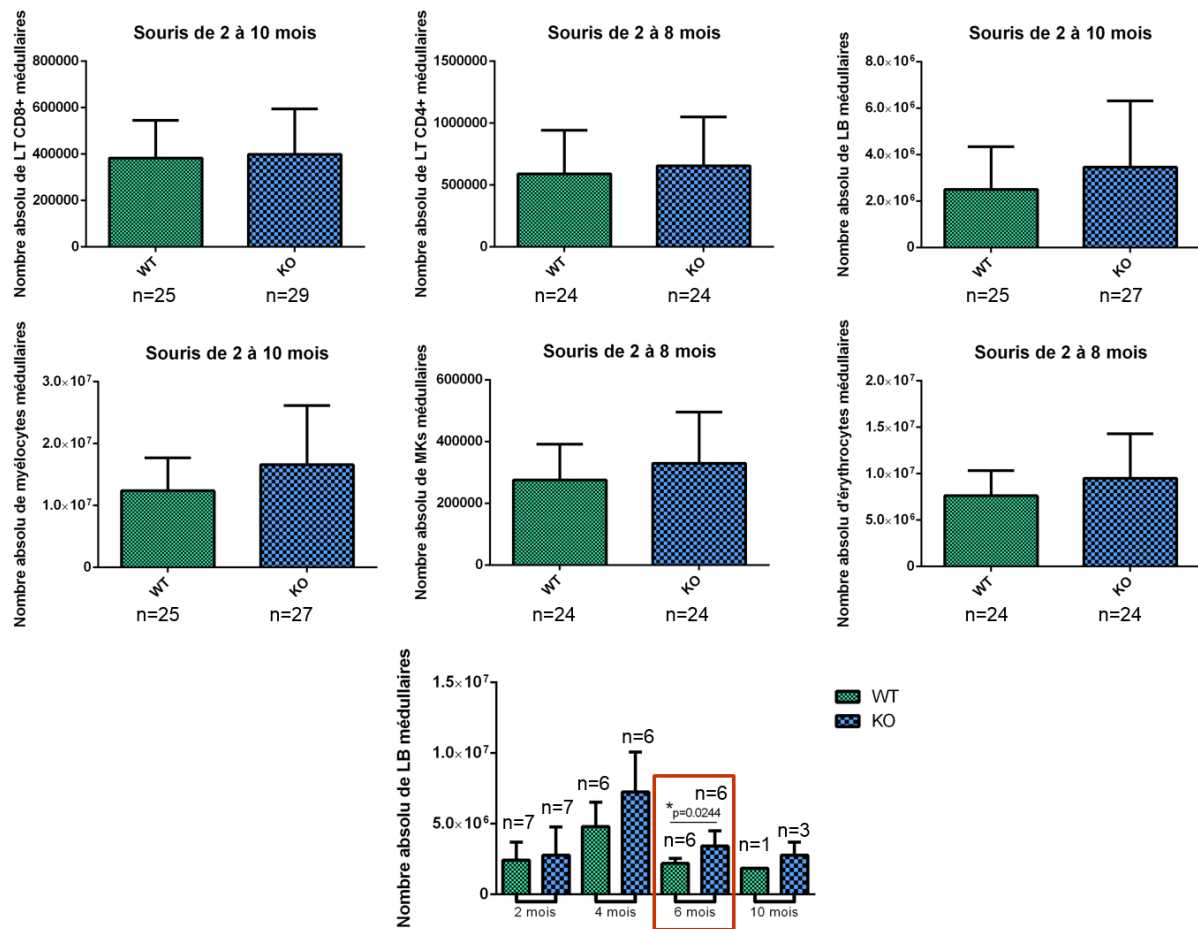 Souris de 2 à 10 mois
Nombre absolu de LT CD8+ médullaires
800000
600000
400000
200000
0
WT
KO
n=25
n=29
Souris de 2 à 8 mois
Nombre absolu de LT CD4+ médullaires
1500000
1000000
500000
0
WT
KO
n=24
n=24
Souris de 2 à 10 mois
Nombre absolu de LB médullaires
8.0×10⁶
6.0×10⁶
4.0×10⁶
2.0×10⁶
0
WT
KO
n=25
n=27
Souris de 2 à 10 mois
Nombre absolu de myélocytes médullaires
3.0×10⁷
2.0×10⁷
1.0×10⁷
0
WT
KO
n=25
n=27
Souris de 2 à 8 mois
Nombre absolu de MKs médullaires
600000
400000
200000
0
WT
KO
n=24
n=24
Souris de 2 à 8 mois
Nombre absolu d'érythrocytes médullaires
2.0×10⁷
1.5×10⁷
1.0×10⁷
5.0×10⁶
0
WT
KO
n=24
n=24
Nombre absolu de LB médullaires
1.5×10⁷
1.0×10⁷
5.0×10⁶
0
n=7
n=7
n=6
n=6
*p=0.0244
n=6
n=6
n=1
n=3
2 mois
4 mois
6 mois
10 mois
WT
KO